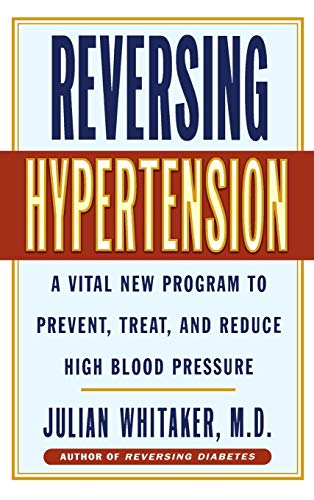 REVERSING
HYPERTENSION
A VITAL NEW PROGRAM TO
PREVENT, TREAT, AND REDUCE
HIGH BLOOD PRESSURE
JULIAN WHITAKER, M.D.
AUTHOR OF REVERSING DIABETES